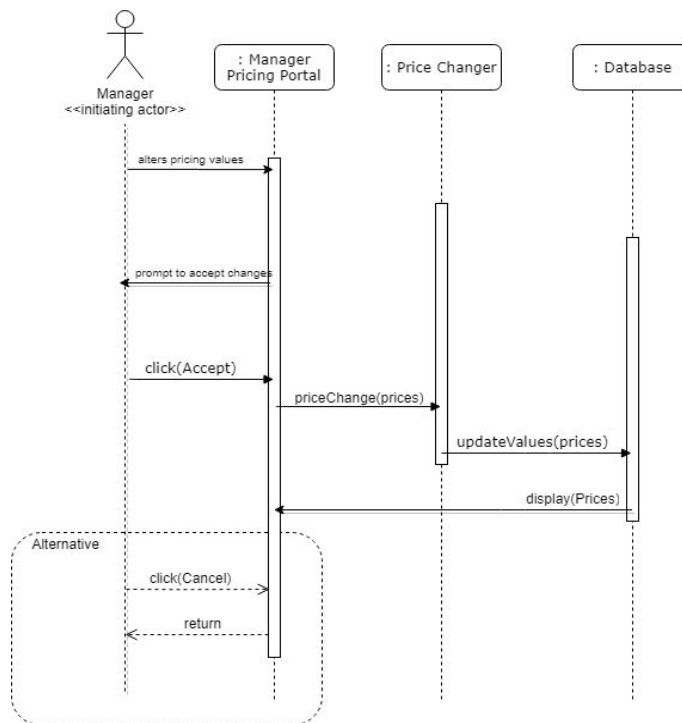 : Manager
Pricing Portal
: Price Changer
: Database
Manager
<<initiating actor>>
alters pricing values
prompt to accept changes
click(Accept)
priceChange(prices)
updateValues(prices)
display(Prices)
Alternative
click(Cancel)
return